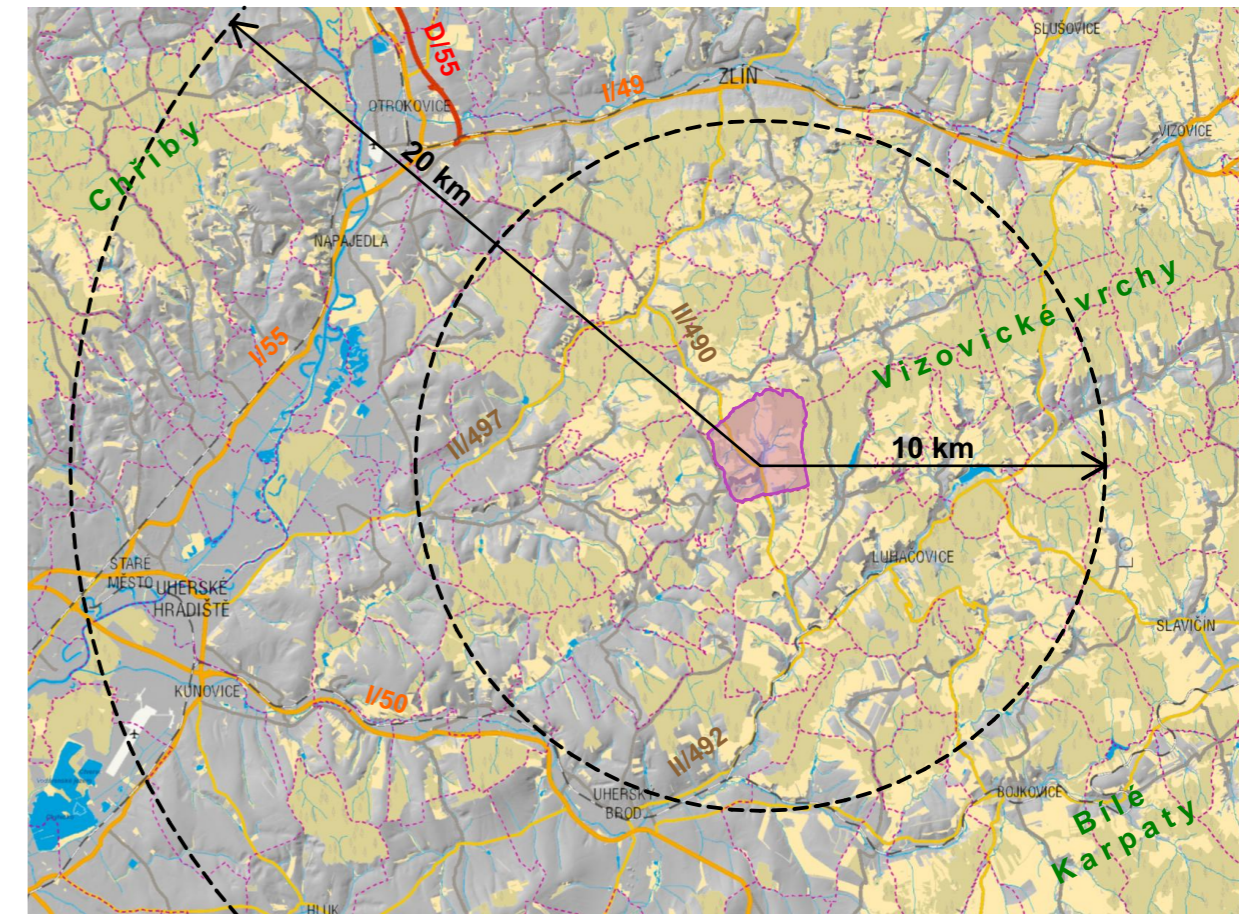 SLUŠOVICE
D/55
ZLÍN
I/49
OTROKOVICE
VIZOVICE
Chřiby
20 km
NAPAJEDLA
Vizovické vrchy
II/490
I/55
II/497
10 km
LUHAČOVICE
STARÉ
MĚSTO
UHERSKÉ
HRADIŠTĚ
SLAVIČÍN
KUNOVICE
I/50
II/492
UHERSKÝ
BROD
BOJKOVICE
Bílé
Karpaty
HLUK